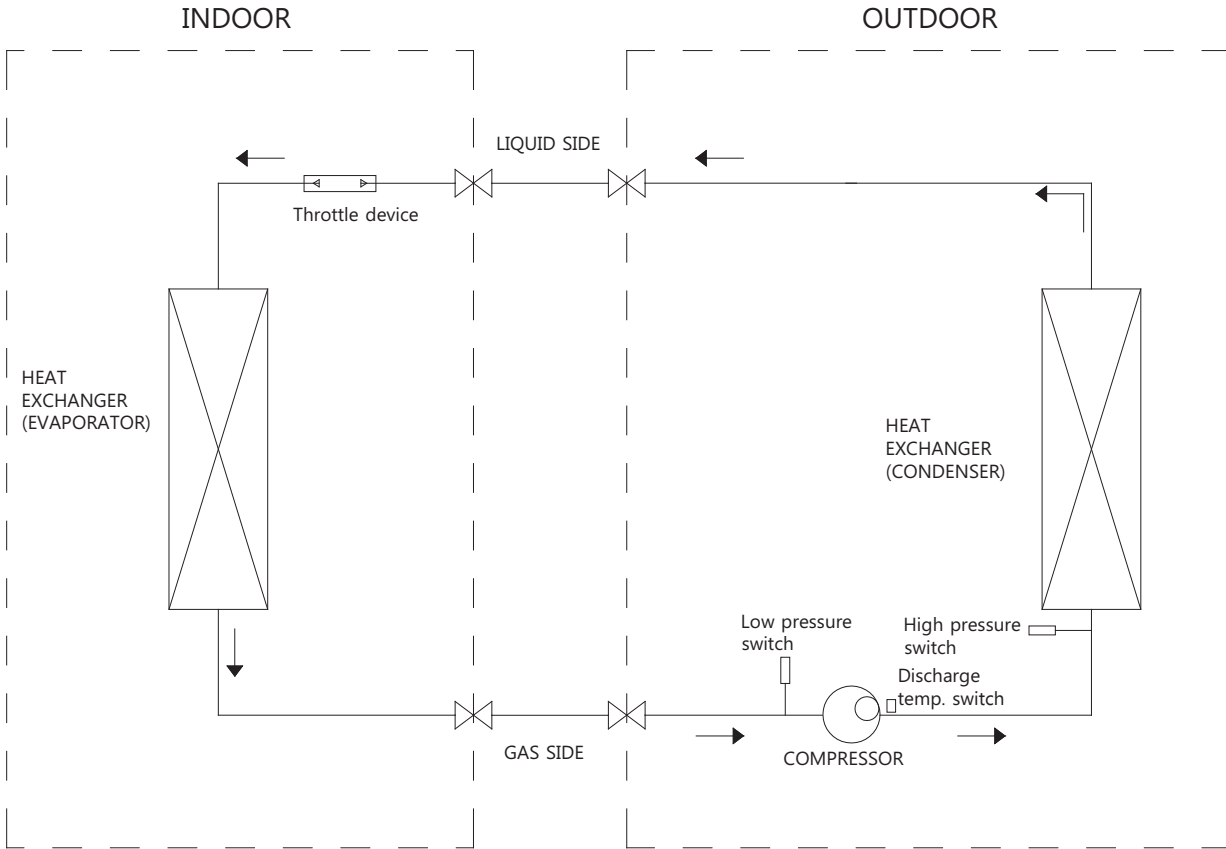 INDOOR
OUTDOOR
LIQUID SIDE
Throttle device
HEAT
EXCHANGER
(EVAPORATOR)
HEAT
EXCHANGER
(CONDENSER)
Low pressure
switch
High pressure
switch
Discharge
temp. switch
GAS SIDE
COMPRESSOR